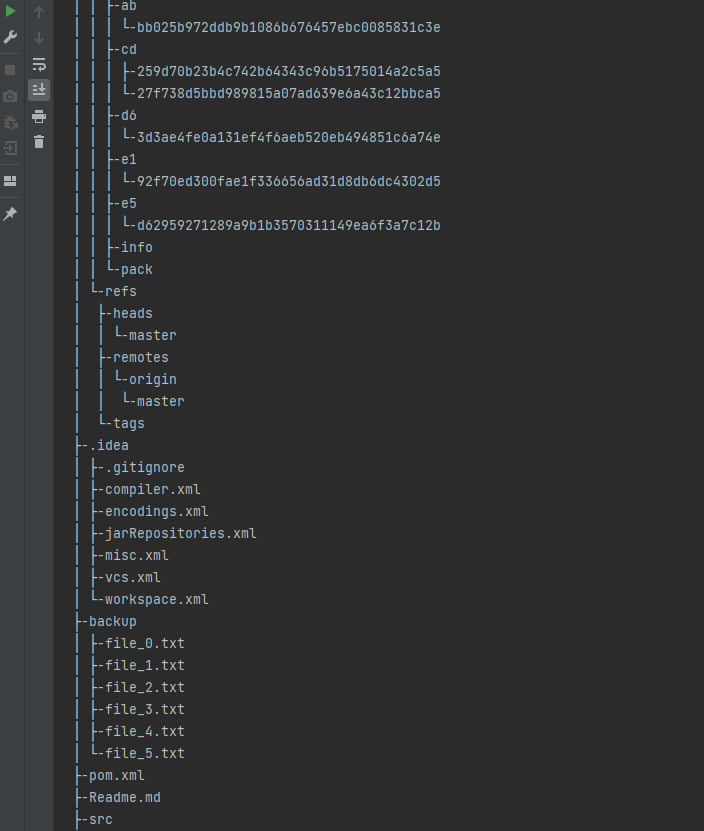 │ │ ├-ab
│ │ │ └-bb025b972ddb9b1086b676457ebc0085831c3e
│ │ ├-cd
│ │ │ ├-259d70b23b4c742b64343c96b5175014a2c5a5
│ │ │ └-27f738d5bbd989815a07ad639e6a43c12bbca5
│ │ ├-d6
│ │ │ └-3d3ae4fe0a131ef4f6aeb520eb494851c6a74e
│ │ ├-e1
│ │ │ └-92f70ed300fae1f336656ad31d8db6dc4302d5
│ │ ├-e5
│ │ │ └-d62959271289a9b1b3570311149ea6f3a7c12b
│ │ ├-info
│ │ └-pack
│ └-refs
│  ├-heads
│  │ └-master
│  ├-remotes
│  │ └-origin
│  │  └-master
│  └-tags
├-.idea
│ ├-.gitignore
│ ├-compiler.xml
│ ├-encodings.xml
│ ├-jarRepositories.xml
│ ├-misc.xml
│ ├-vcs.xml
│ └-workspace.xml
├-backup
│ ├-file_0.txt
│ ├-file_1.txt
│ ├-file_2.txt
│ ├-file_3.txt
│ ├-file_4.txt
│ └-file_5.txt
├-pom.xml
├-Readme.md
├-src